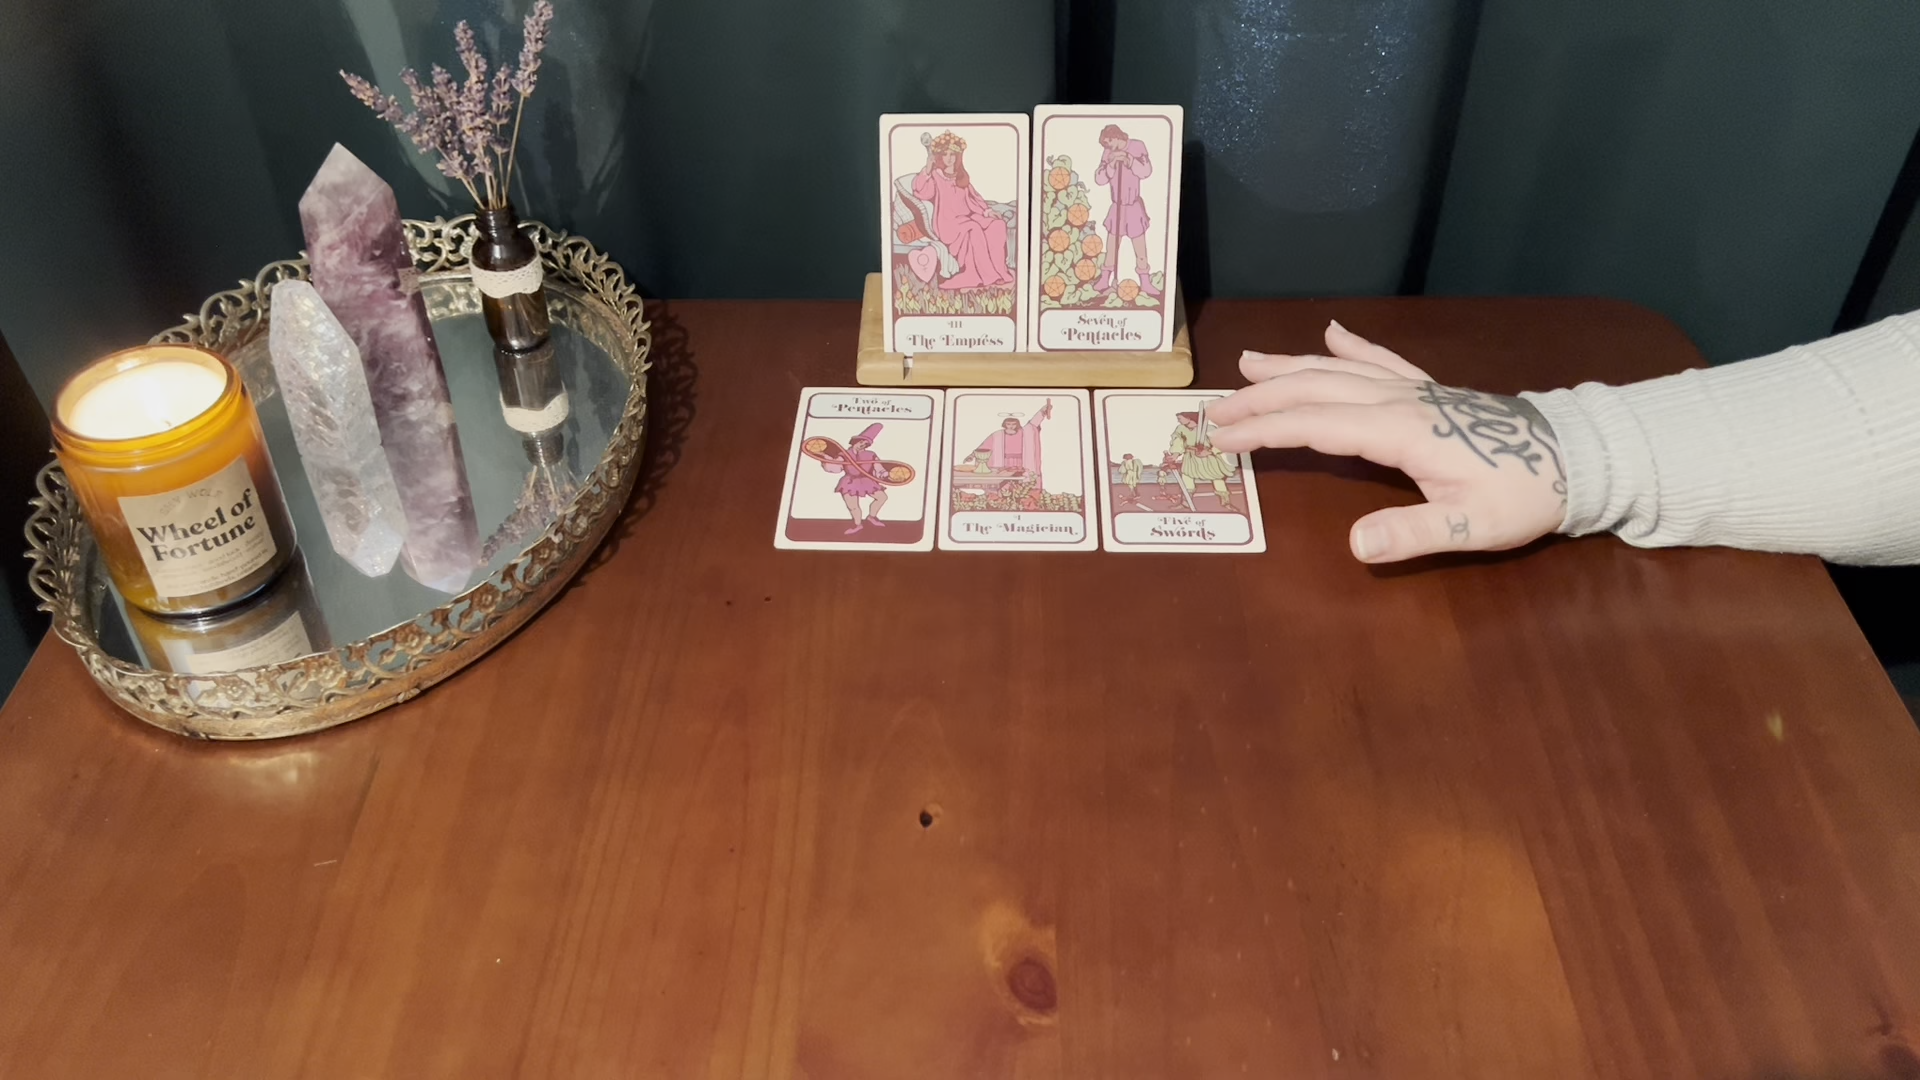 III
The Empress
Seven of
Pentacles
Two of
Pentacles
I
The Magician
Five of
Swords
Wheel of
Fortune